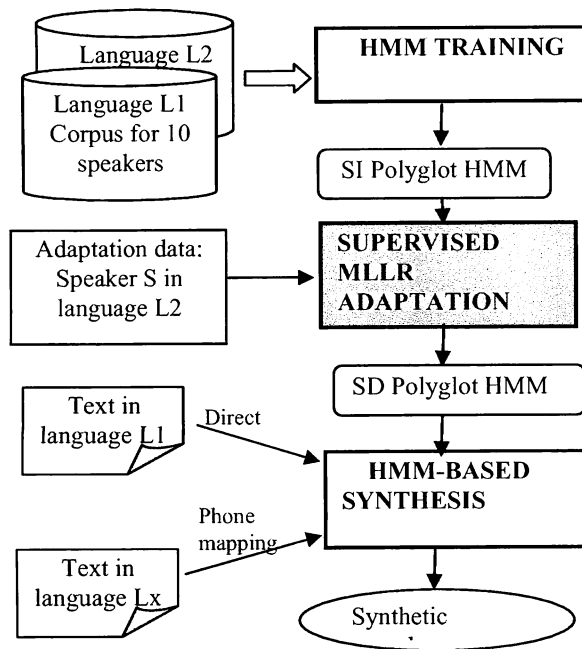 Language L2
HMM TRAINING
Language L1
Corpus for 10
speakers
SI Polyglot HMM
Adaptation data:
Speaker S in
language L2
SUPERVISED
MLLR
ADAPTATION
SD Polyglot HMM
Text in
language L1
Direct
HMM-BASED
SYNTHESIS
Phone
mapping
Text in
language Lx
Synthetic